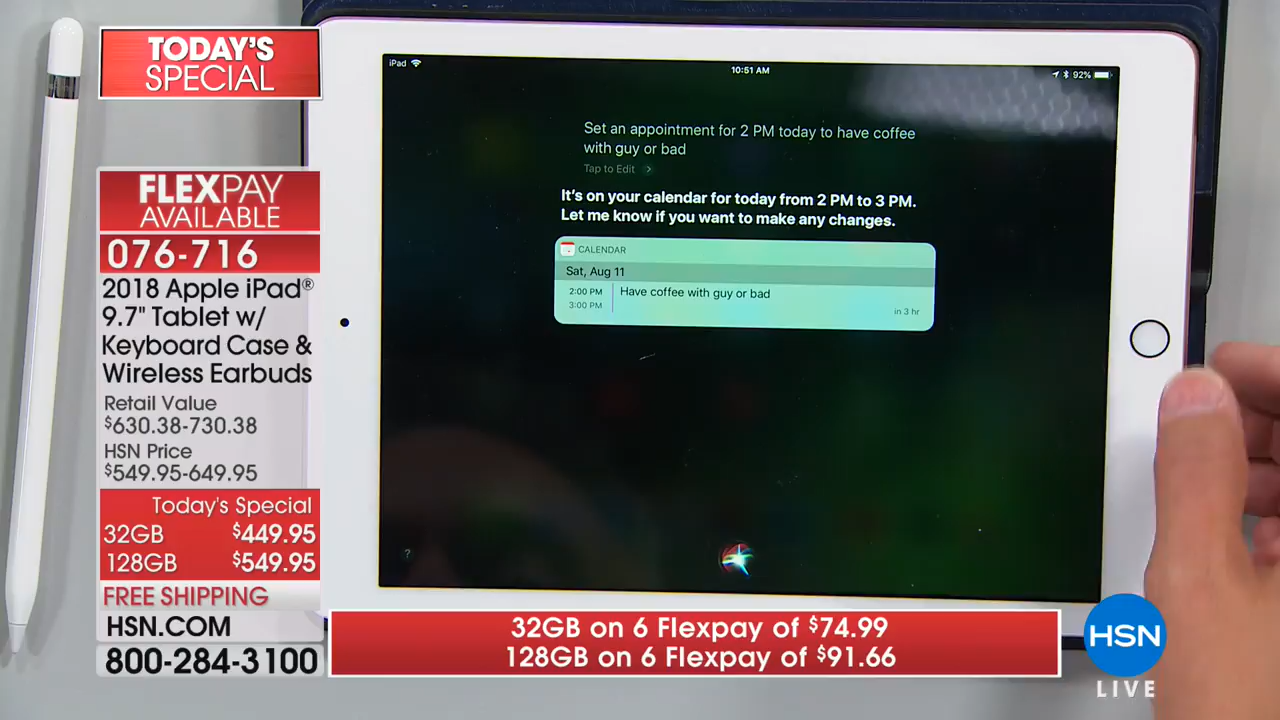 TODAY'S
SPECIAL
FLEXPAY
AVAILABLE
076-716
2018 Apple iPad®
9.7" Tablet w/
Keyboard Case &
Wireless Earbuds
Retail Value
$630.38-730.38
HSN Price
$549.95-649.95
Today's Special
32GB $449.95
128GB $549.95
FREE SHIPPING
HSN.COM
800-284-3100
iPad
10:51 AM
92%
Set an appointment for 2 PM today to have coffee
with guy or bad
Tap to Edit >
It's on your calendar for today from 2 PM to 3 PM.
Let me know if you want to make any changes.
CALENDAR
Sat, Aug 11
2:00 PM Have coffee with guy or bad
3:00 PM
in 3 hr
?
32GB on 6 Flexpay of $74.99
128GB on 6 Flexpay of $91.66
HSN
LIVE